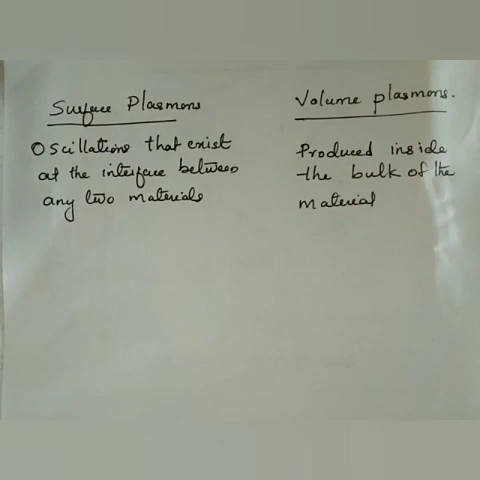 Surface Plasmons
Oscillations that exist
at the interface between
any two materials
Volume plasmons.
Produced inside
the bulk of the
material